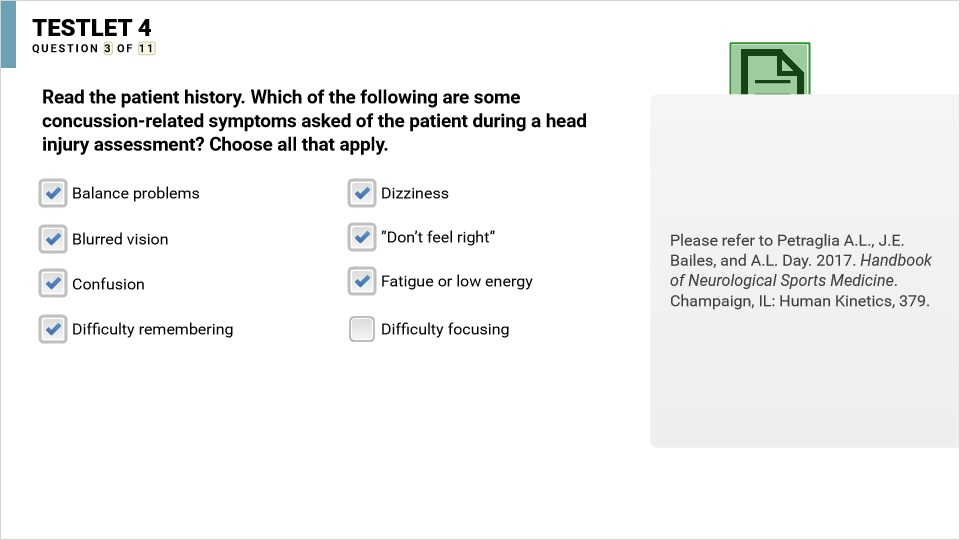 TESTLET 4
QUESTION 3 OF 11
Read the patient history. Which of the following are some
concussion-related symptoms asked of the patient during a head
injury assessment? Choose all that apply.
Balance problems
Blurred vision
Confusion
Difficulty remembering
Dizziness
”Don’t feel right”
Fatigue or low energy
Difficulty focusing
Please refer to Petraglia A.L., J.E.
Bailes, and A.L. Day. 2017. Handbook
of Neurological Sports Medicine.
Champaign, IL: Human Kinetics, 379.